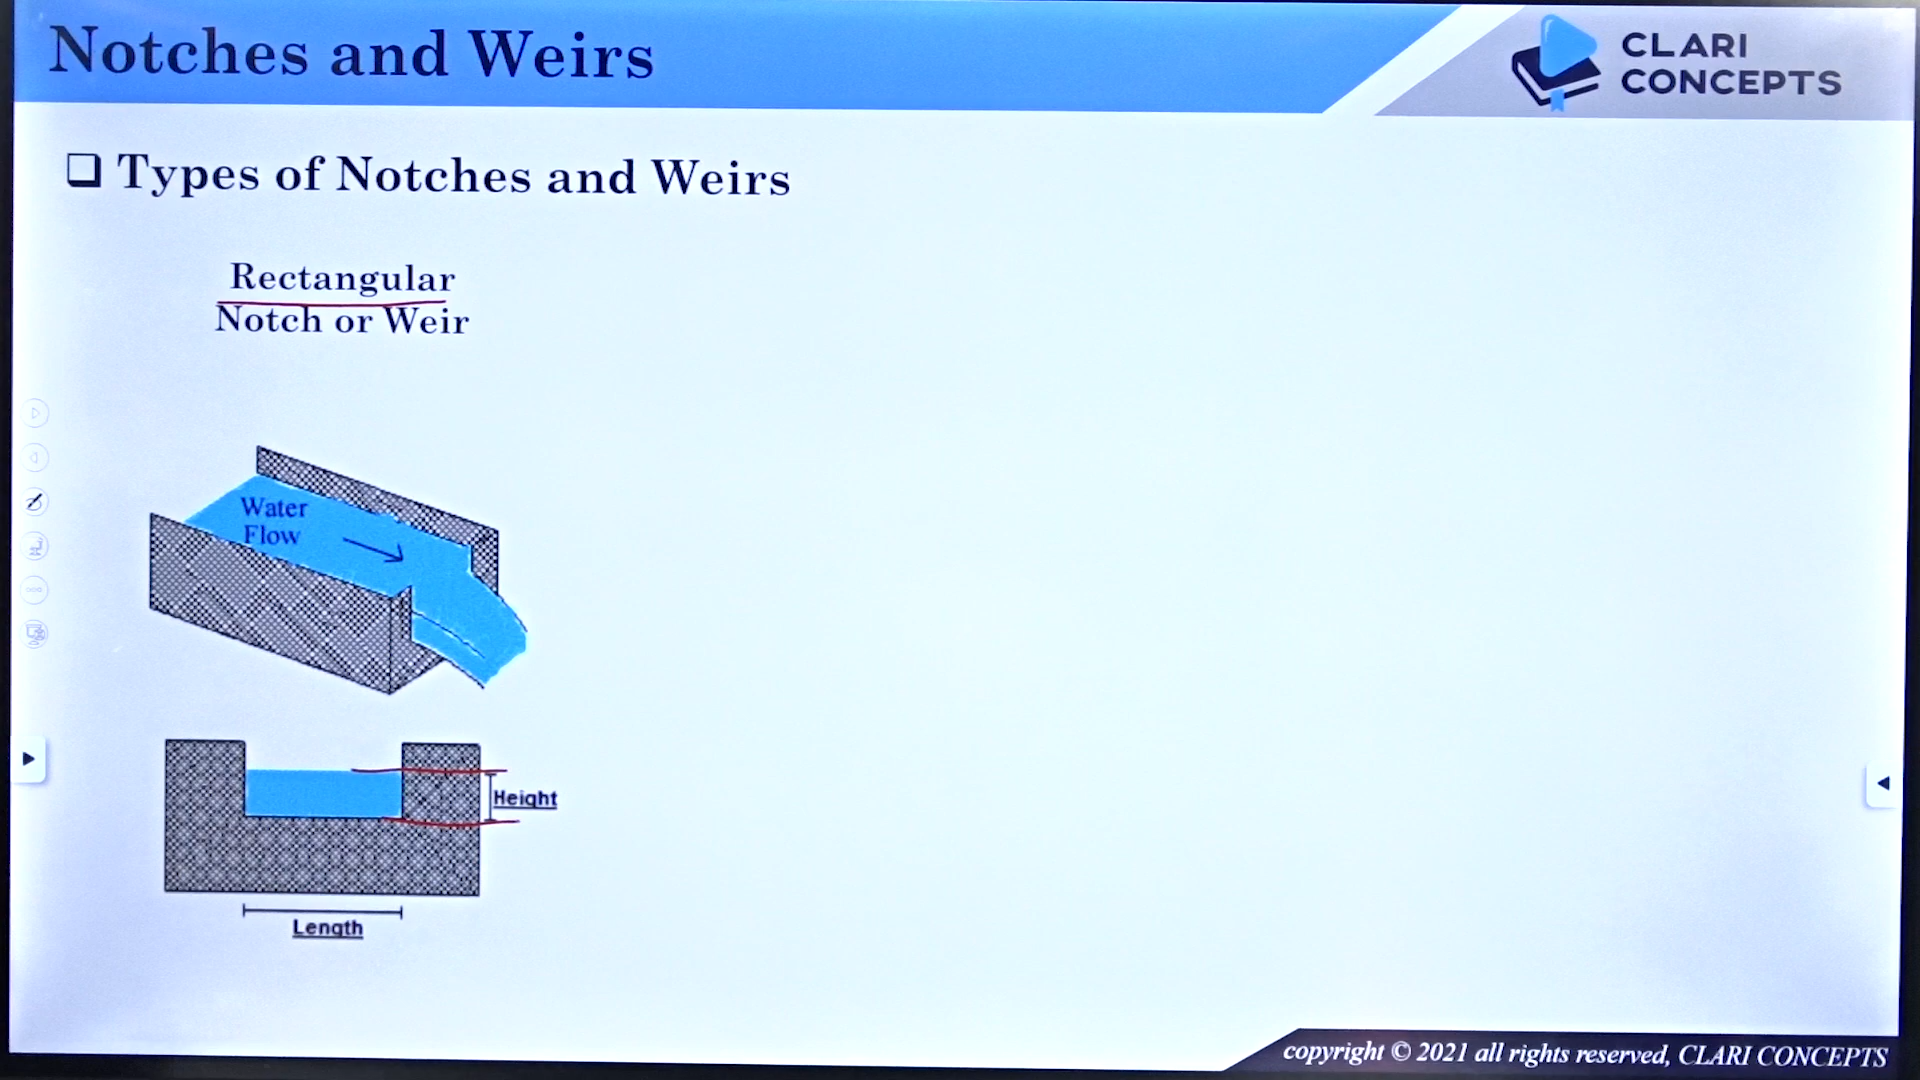 Notches and Weirs
CLARI
CONCEPTS
Types of Notches and Weirs
Rectangular
Notch or Weir
Water
Flow
Height
Length
copyright © 2021 all rights reserved, CLARI CONCEPTS